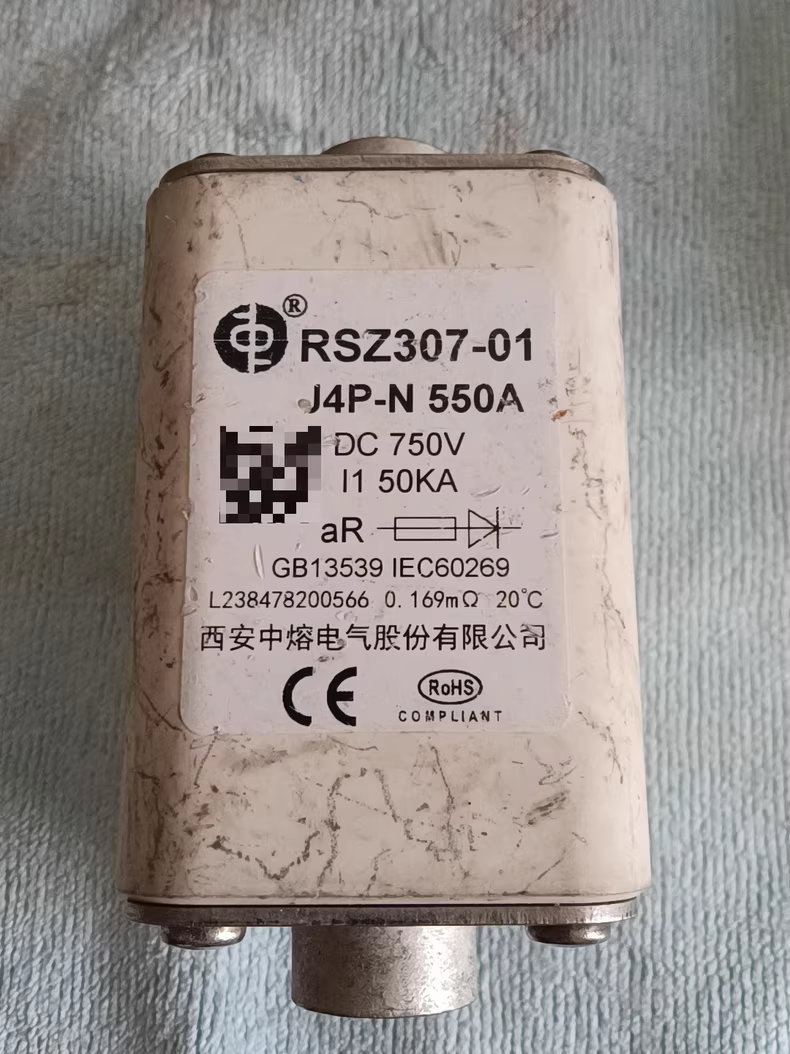 ® RSZ307-01
J4P-N 550A
DC 750V
I1 50KA
aR
GB13539 IEC60269
L238478200566 0.169mΩ 20℃
西安中熔电气股份有限公司
CE RoHS
COMPLIANT